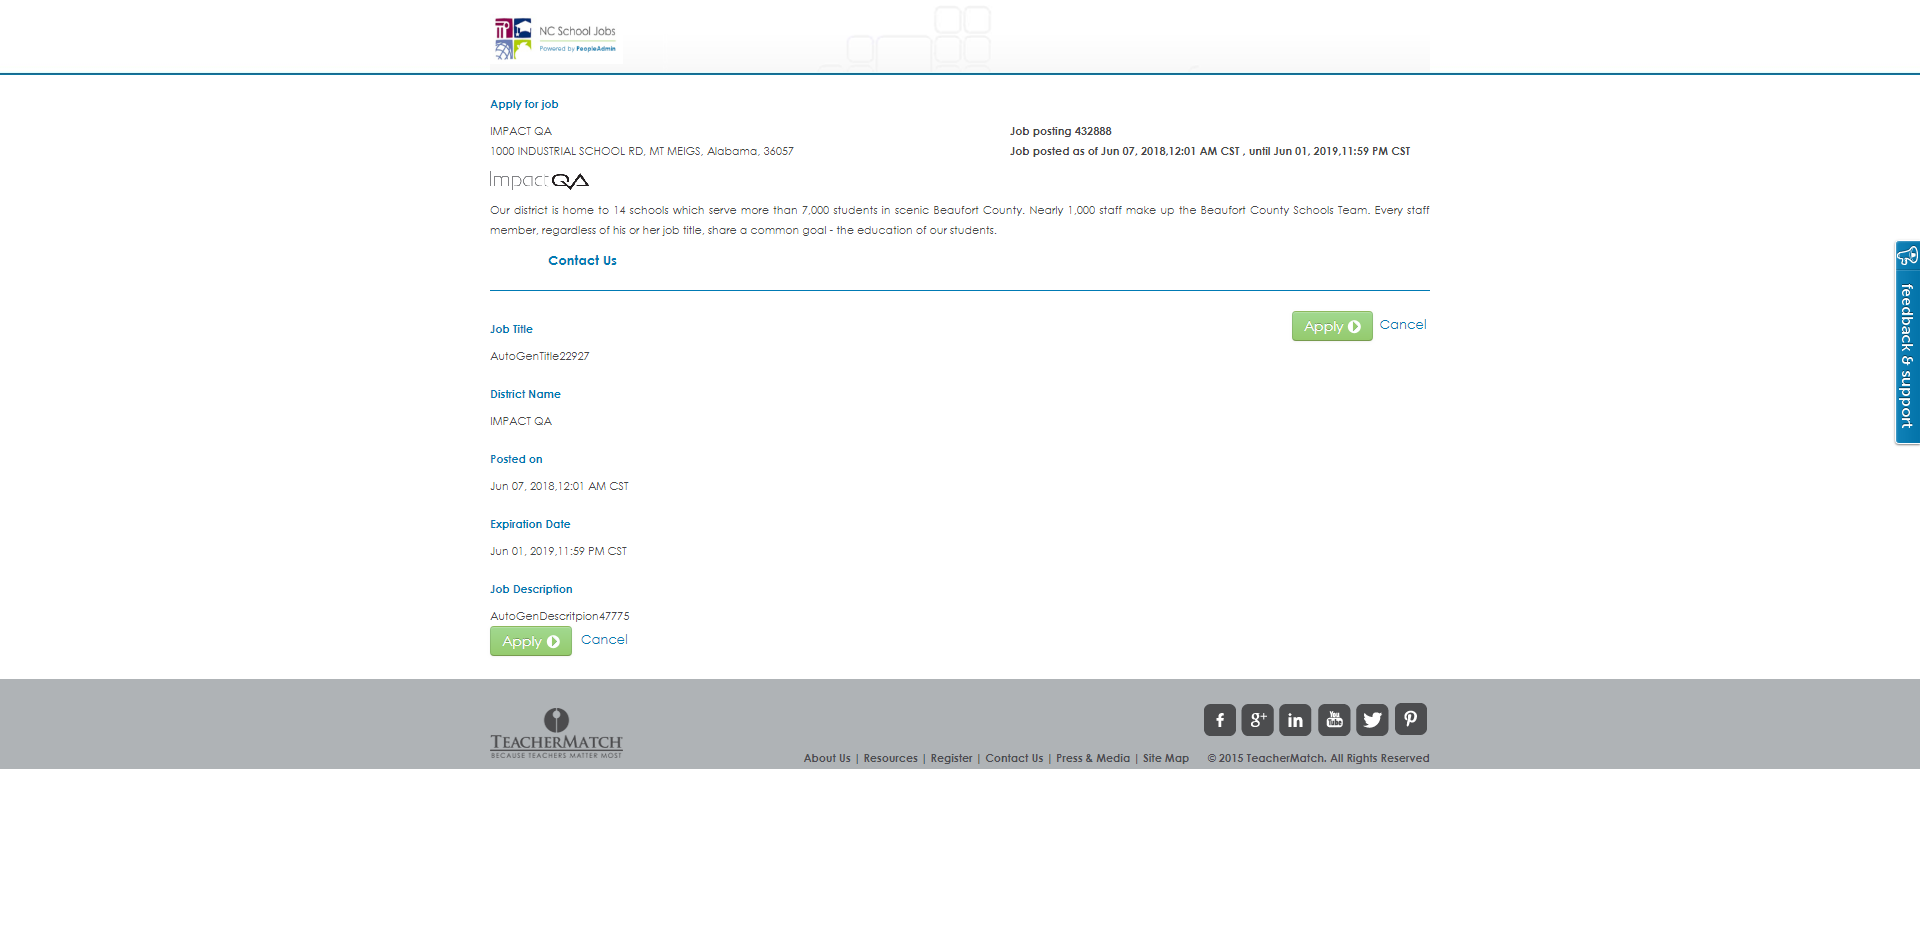 NC School Jobs
Powered by PeopleAdmin
Apply for job
IMPACT QA
1000 INDUSTRIAL SCHOOL RD, MT MEIGS, Alabama, 36057
Job posting 432888
Job posted as of Jun 07, 2018,12:01 AM CST , until Jun 01, 2019,11:59 PM CST
Impact QA
Our district is home to 14 schools which serve more than 7,000 students in scenic Beaufort County. Nearly 1,000 staff make up the Beaufort County Schools Team. Every staff
member, regardless of his or her job title, share a common goal - the education of our students.
Contact Us
Apply Cancel
Job Title
AutoGenTitle22927
District Name
IMPACT QA
Posted on
Jun 07, 2018,12:01 AM CST
Expiration Date
Jun 01, 2019,11:59 PM CST
Job Description
AutoGenDescritpion47775
Apply Cancel
feedback & support
TEACHERMATCH
BECAUSE TEACHERS MATTER MOST
f g+ in You Tube
About Us | Resources | Register | Contact Us | Press & Media | Site Map © 2015 TeacherMatch. All Rights Reserved